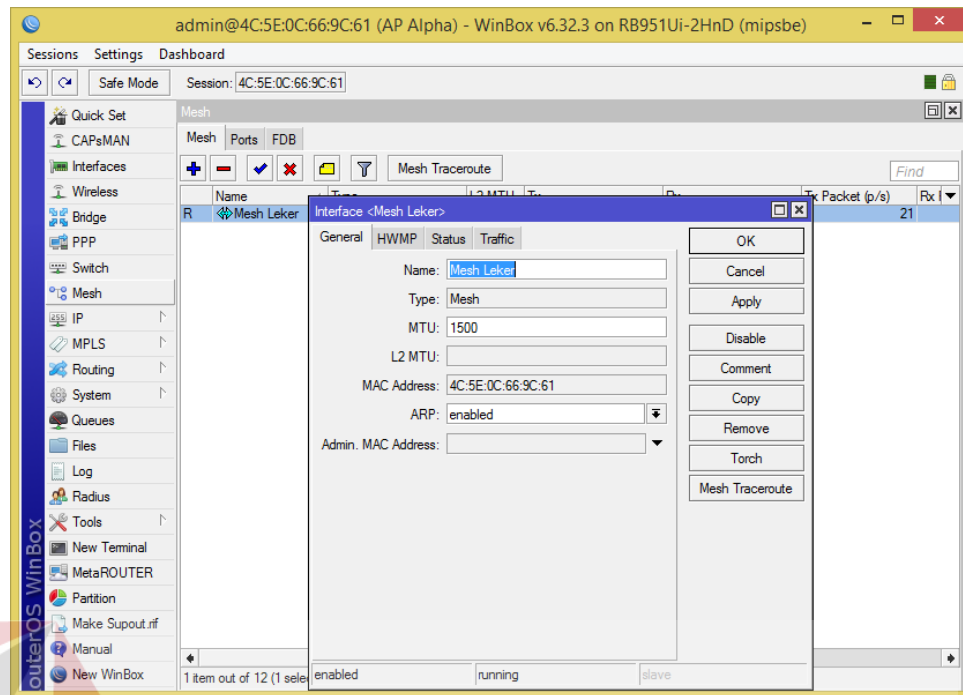 admin@4C:5E:0C:66:9C:61 (AP Alpha) - WinBox v6.32.3 on RB951Ui-2HnD (mipsbe)
Sessions Settings Dashboard
Safe Mode Session: 4C:5E:0C:66:9C:61
Quick Set
CAPsMAN
Interfaces
Wireless
Bridge
PPP
Switch
Mesh
IP
MPLS
Routing
System
Queues
Files
Log
Radius
Tools
New Terminal
MetaROUTER
Partition
Make Supout.rif
Manual
New WinBox
outerOS WinBox
Mesh
Mesh Ports FDB
Mesh Traceroute Find
Name Tx Packet (p/s)
R Mesh Leker 21
Interface <Mesh Leker>
General HWMP Status Traffic
Name: Mesh Leker
Type: Mesh
MTU: 1500
L2 MTU:
MAC Address: 4C:5E:0C:66:9C:61
ARP: enabled
Admin. MAC Address:
OK
Cancel
Apply
Disable
Comment
Copy
Remove
Torch
Mesh Traceroute
enabled running slave
1 item out of 12 (1 sele